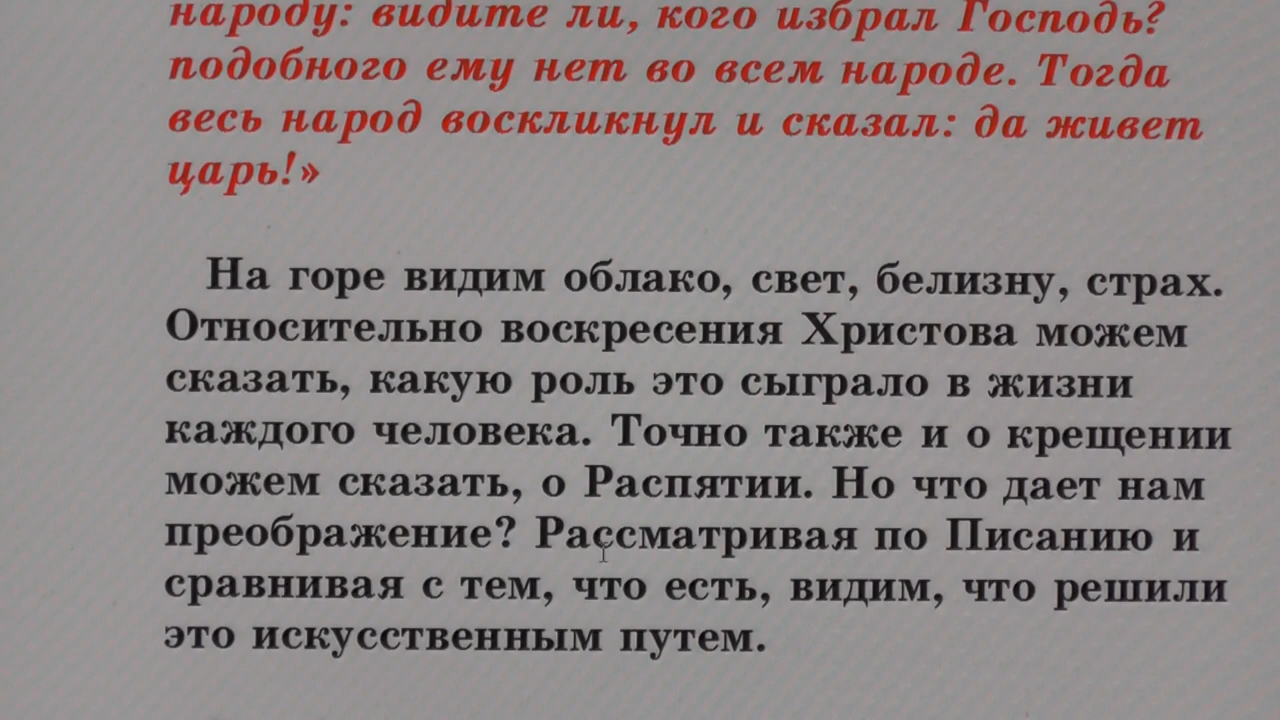 народу: видите ли, кого избрал Господь?
подобного ему нет во всем народе. Тогда
весь народ воскликнул и сказал: да живет
царь!»
На горе видим облако, свет, белизну, страх.
Относительно воскресения Христова можем
сказать, какую роль это сыграло в жизни
каждого человека. Точно также и о крещении
можем сказать, о Распятии. Но что дает нам
преображение? Рассматривая по Писанию и
сравнивая с тем, что есть, видим, что решили
это искусственным путем.